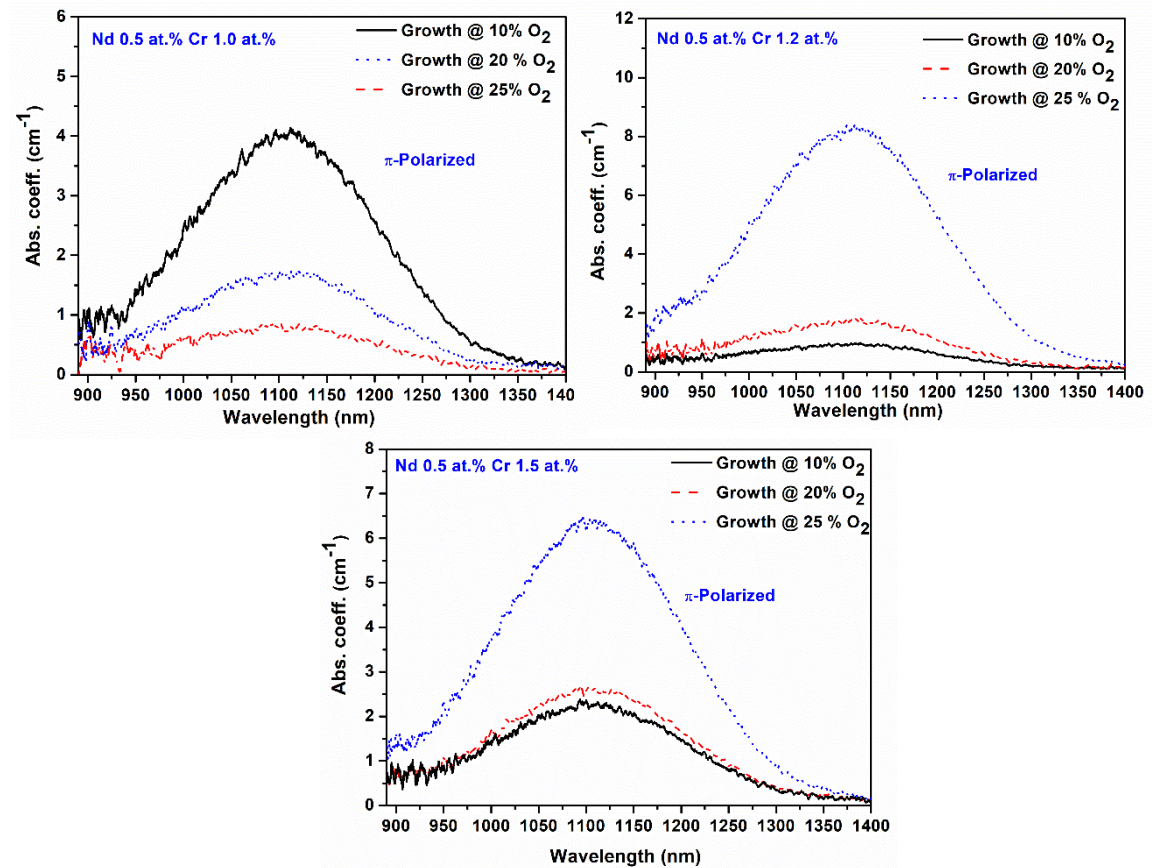 Nd 0.5 at.% Cr 1.0 at.%
Growth @ 10% O2
Growth @ 20 % O2
Growth @ 25% O2
π-Polarized
Abs. coeff. (cm-1)
6
5
4
3
2
1
0
900 950 1000 1050 1100 1150 1200 1250 1300 1350 1400
Wavelength (nm)
Nd 0.5 at.% Cr 1.2 at.%
Growth @ 10% O2
Growth @ 20% O2
Growth @ 25 % O2
π-Polarized
Abs. coeff. (cm-1)
12
10
8
6
4
2
0
900 950 1000 1050 1100 1150 1200 1250 1300 1350 1400
Wavelength (nm)
Nd 0.5 at.% Cr 1.5 at.%
Growth @ 10% O2
Growth @ 20% O2
Growth @ 25 % O2
π-Polarized
Abs. coeff. (cm-1)
8
7
6
5
4
3
2
1
0
900 950 1000 1050 1100 1150 1200 1250 1300 1350 1400
Wavelength (nm)